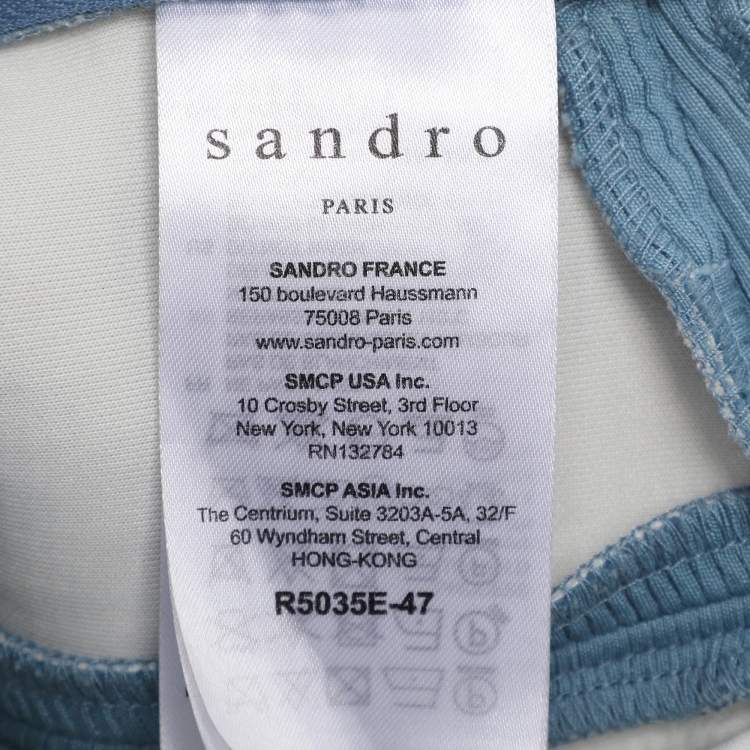 sandro
PARIS
SANDRO FRANCE
150 boulevard Haussmann
75008 Paris
www.sandro-paris.com
SMCP USA Inc.
10 Crosby Street, 3rd Floor
New York, New York 10013
RN132784
SMCP ASIA Inc.
The Centrium, Suite 3203A-5A, 32/F
60 Wyndham Street, Central
HONG-KONG
R5035E-47